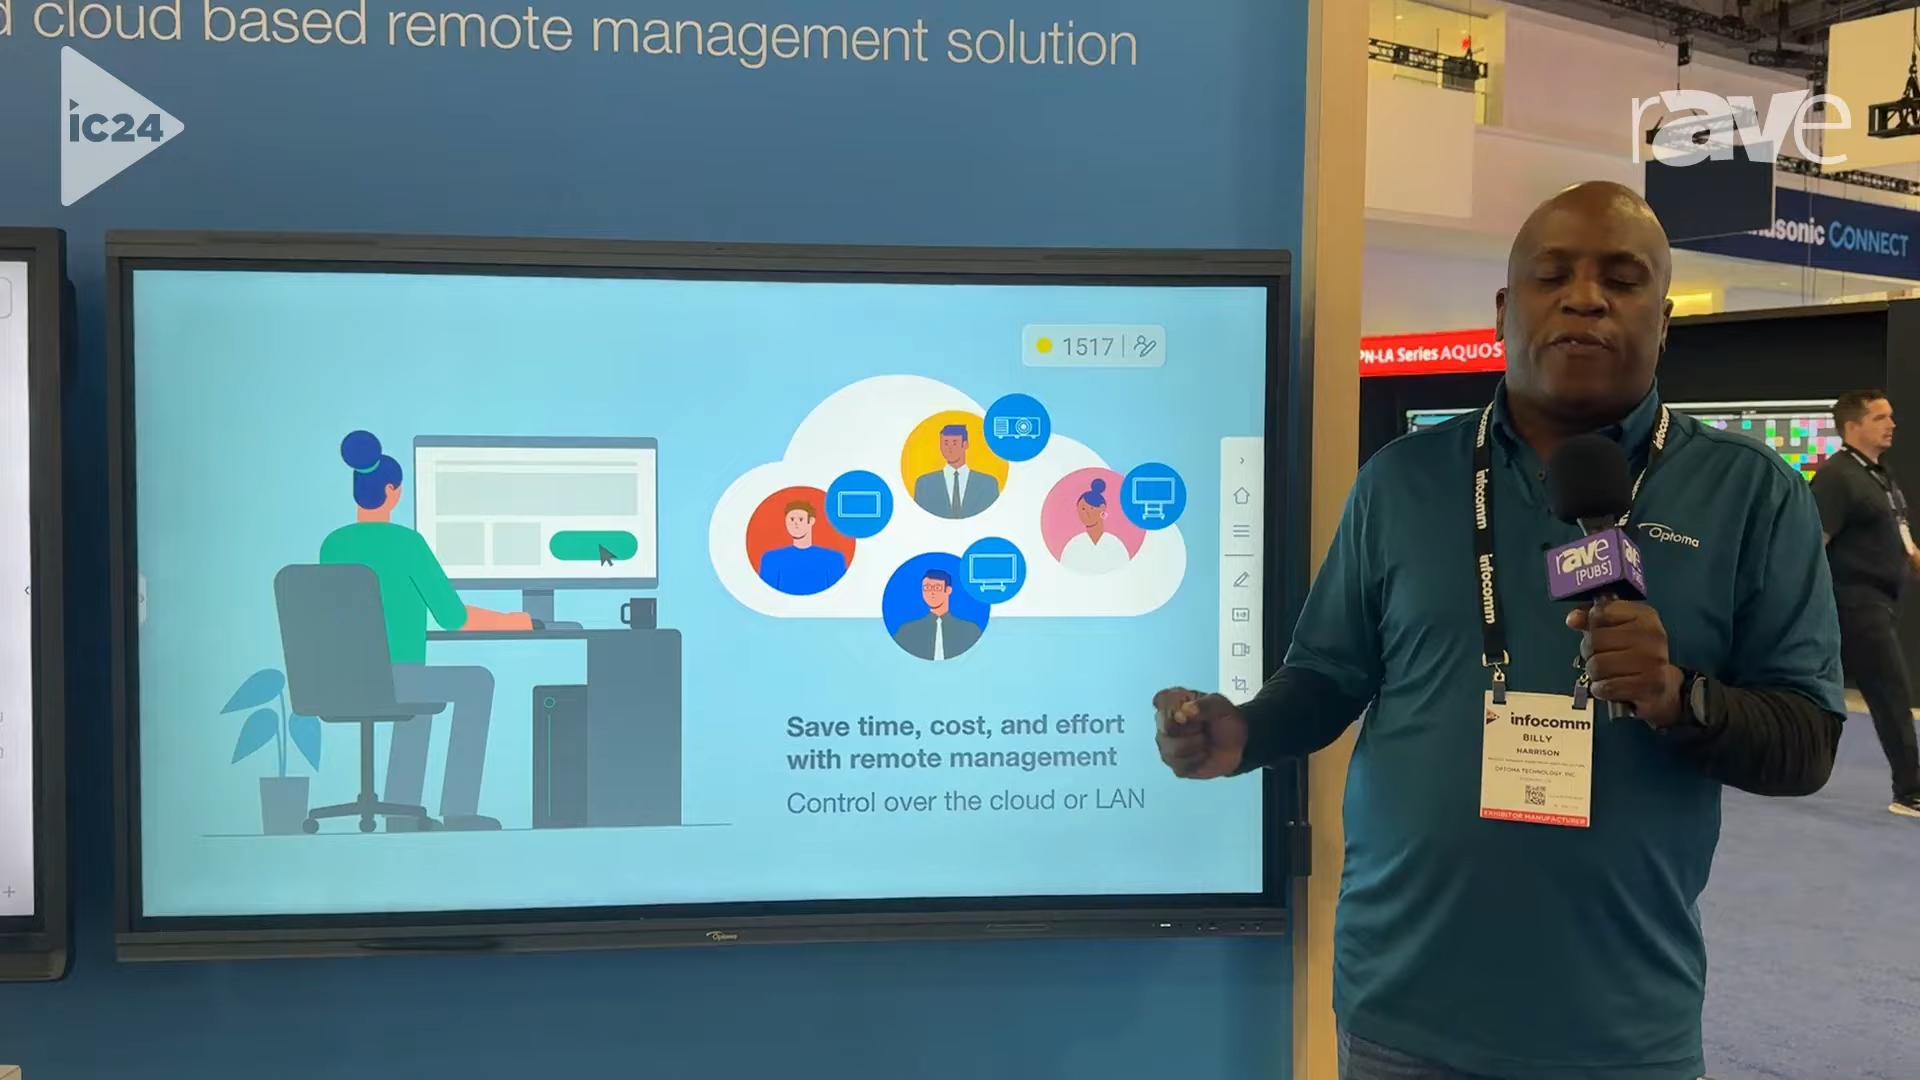 cloud based remote management solution
ic24
rave
CONNECT
PN-LA Series AQUOS
1517
Save time, cost, and effort
with remote management
Control over the cloud or LAN
Optoma
Optoma
infocomm
infocomm
infocomm
rave
[PUBS]
infocomm
BILLY
HARRISON
OPTOMA TECHNOLOGY, INC.
EXHIBITOR MANUFACTURER